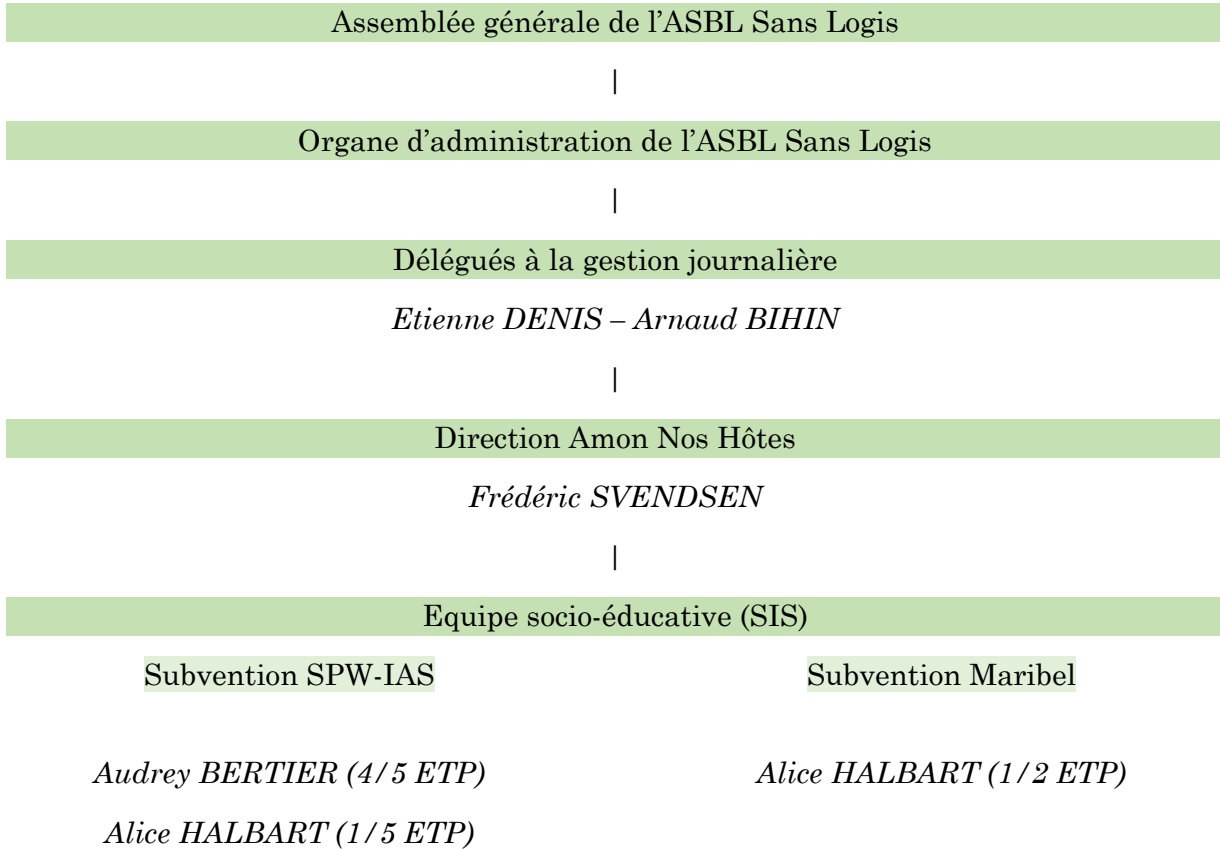 Assemblée générale de l’ASBL Sans Logis
|
Organe d’administration de l’ASBL Sans Logis
|
Délégués à la gestion journalière
Etienne DENIS – Arnaud BIHIN
|
Direction Amon Nos Hôtes
Frédéric SVENDSEN
|
Equipe socio-éducative (SIS)
Subvention SPW-IAS
Subvention Maribel
Audrey BERTIER (4/5 ETP)
Alice HALBART (1/2 ETP)
Alice HALBART (1/5 ETP)